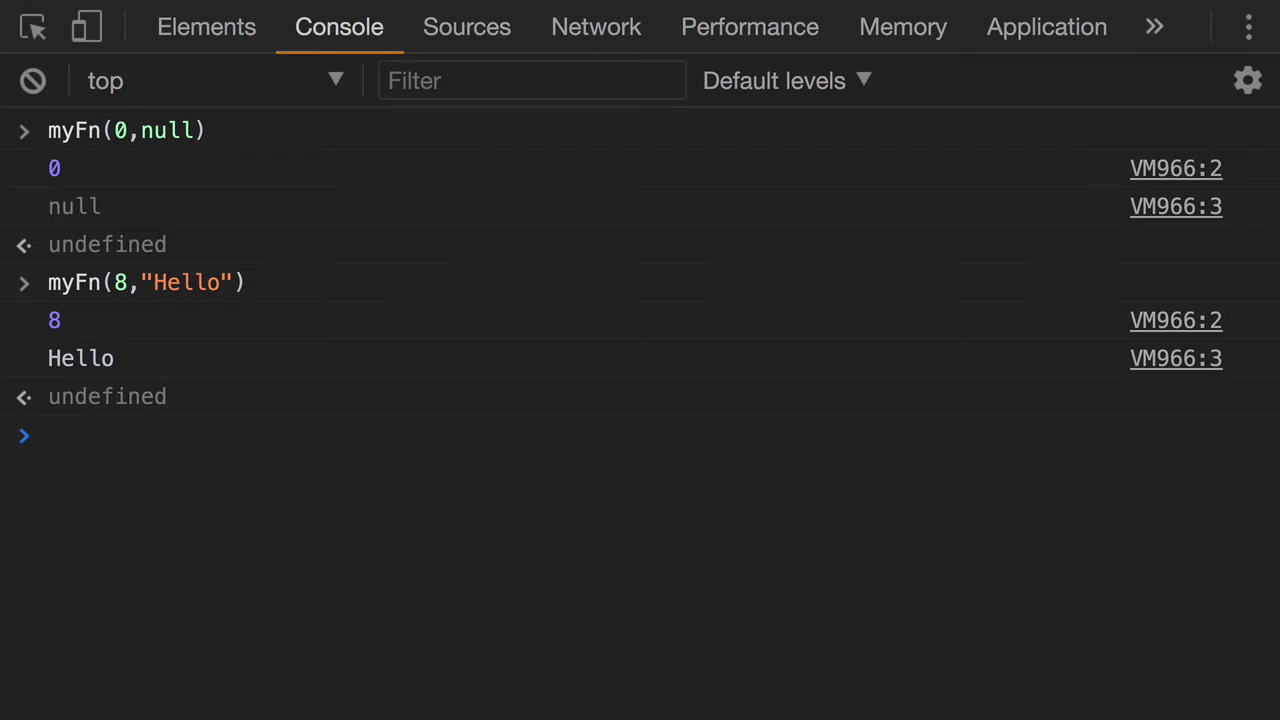 Elements Console Sources Network Performance Memory Application
top Filter Default levels
myFn(0,null)
0 VM966:2
null VM966:3
undefined
myFn(8,"Hello")
8 VM966:2
Hello VM966:3
undefined